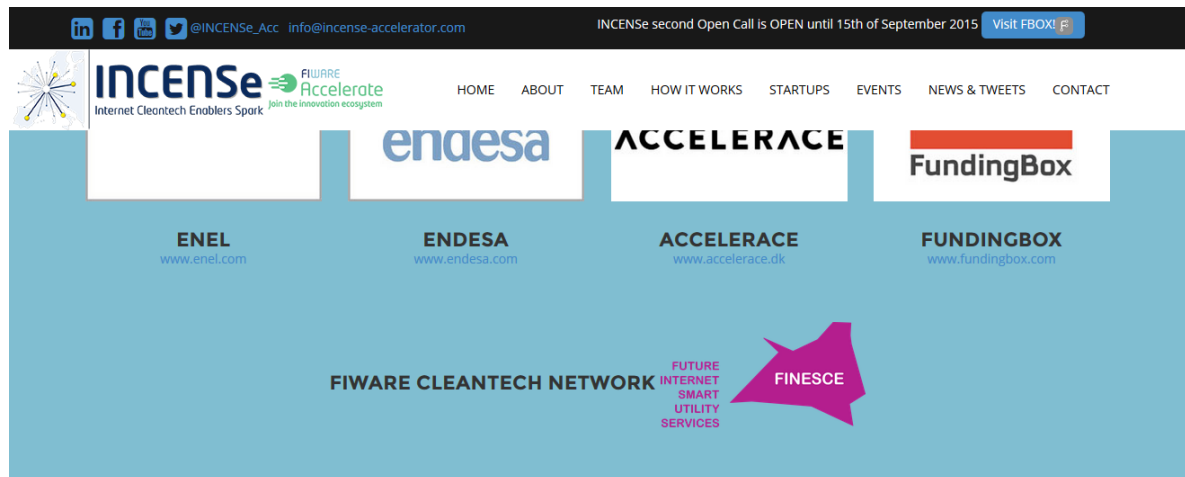 in f You Tube @INCENSe_Acc info@incense-accelerator.com INCENSe second Open Call is OPEN until 15th of September 2015 Visit FBOX! F
INCENSe FIWARE Accelerate
Internet Cleantech Enablers Spark Join the innovation ecosystem
HOME ABOUT TEAM HOW IT WORKS STARTUPS EVENTS NEWS & TWEETS CONTACT
endesa ACCELERACE FundingBox
ENEL ENDESA ACCELERACE FUNDINGBOX
www.enel.com www.endesa.com www.accelerace.dk www.fundingbox.com
FIWARE CLEANTECH NETWORK
FUTURE
INTERNET
SMART
UTILITY
SERVICES
FINESCE